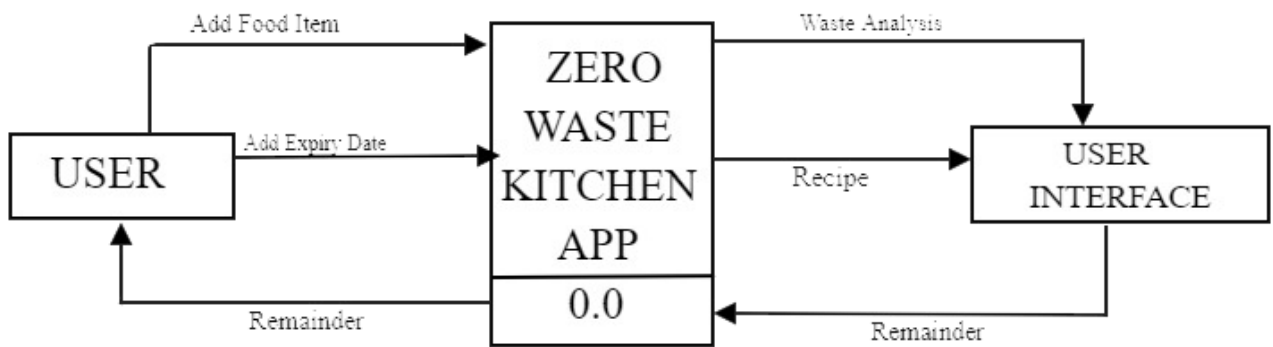 Add Food Item
Waste Analysis
USER
Add Expiry Date
ZERO
WASTE
KITCHEN
APP
0.0
Recipe
USER
INTERFACE
Remainder
Remainder